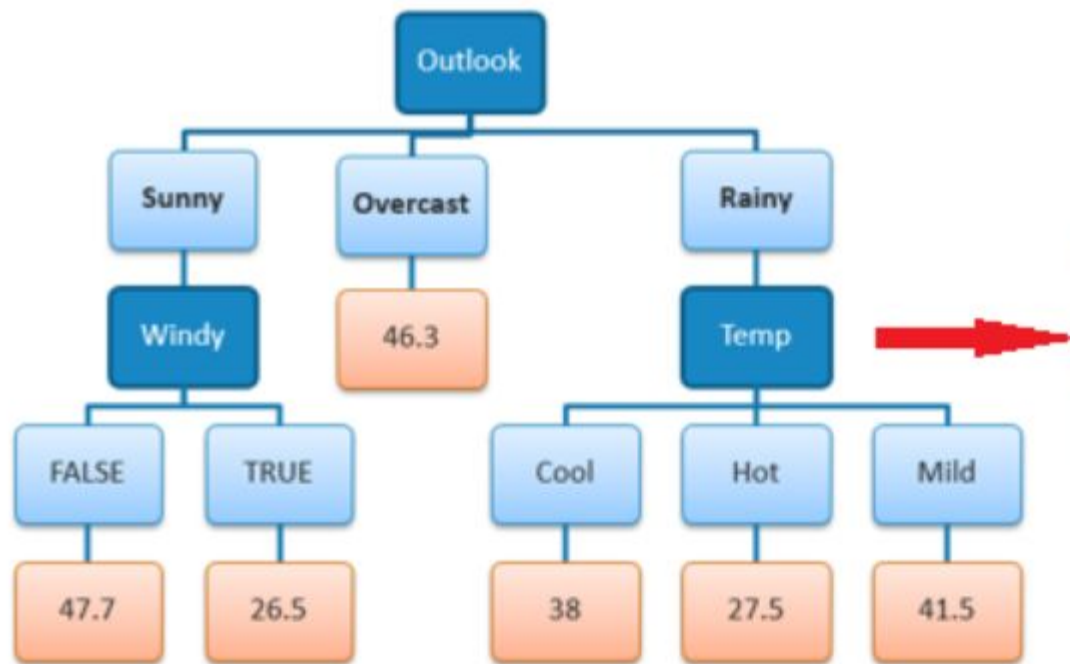 Outlook
Sunny
Overcast
Rainy
Windy
46.3
Temp
FALSE
TRUE
Cool
Hot
Mild
47.7
26.5
38
27.5
41.5